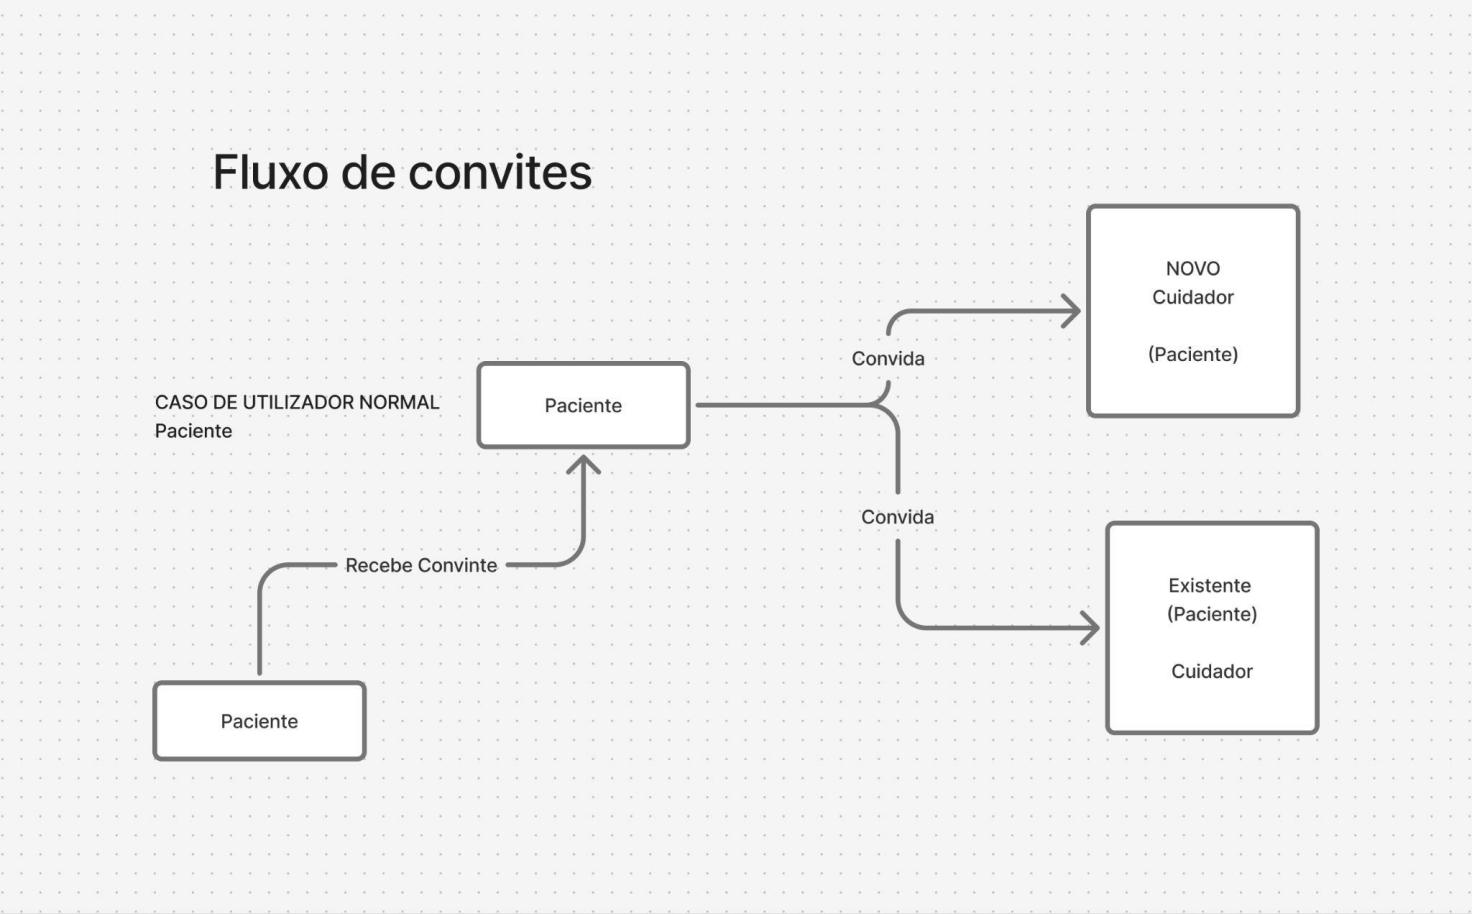 Fluxo de convites
NOVO
Cuidador
(Paciente)
Convida
CASO DE UTILIZADOR NORMAL
Paciente
Paciente
Convida
Recebe Convinte
Existente
(Paciente)
Cuidador
Paciente